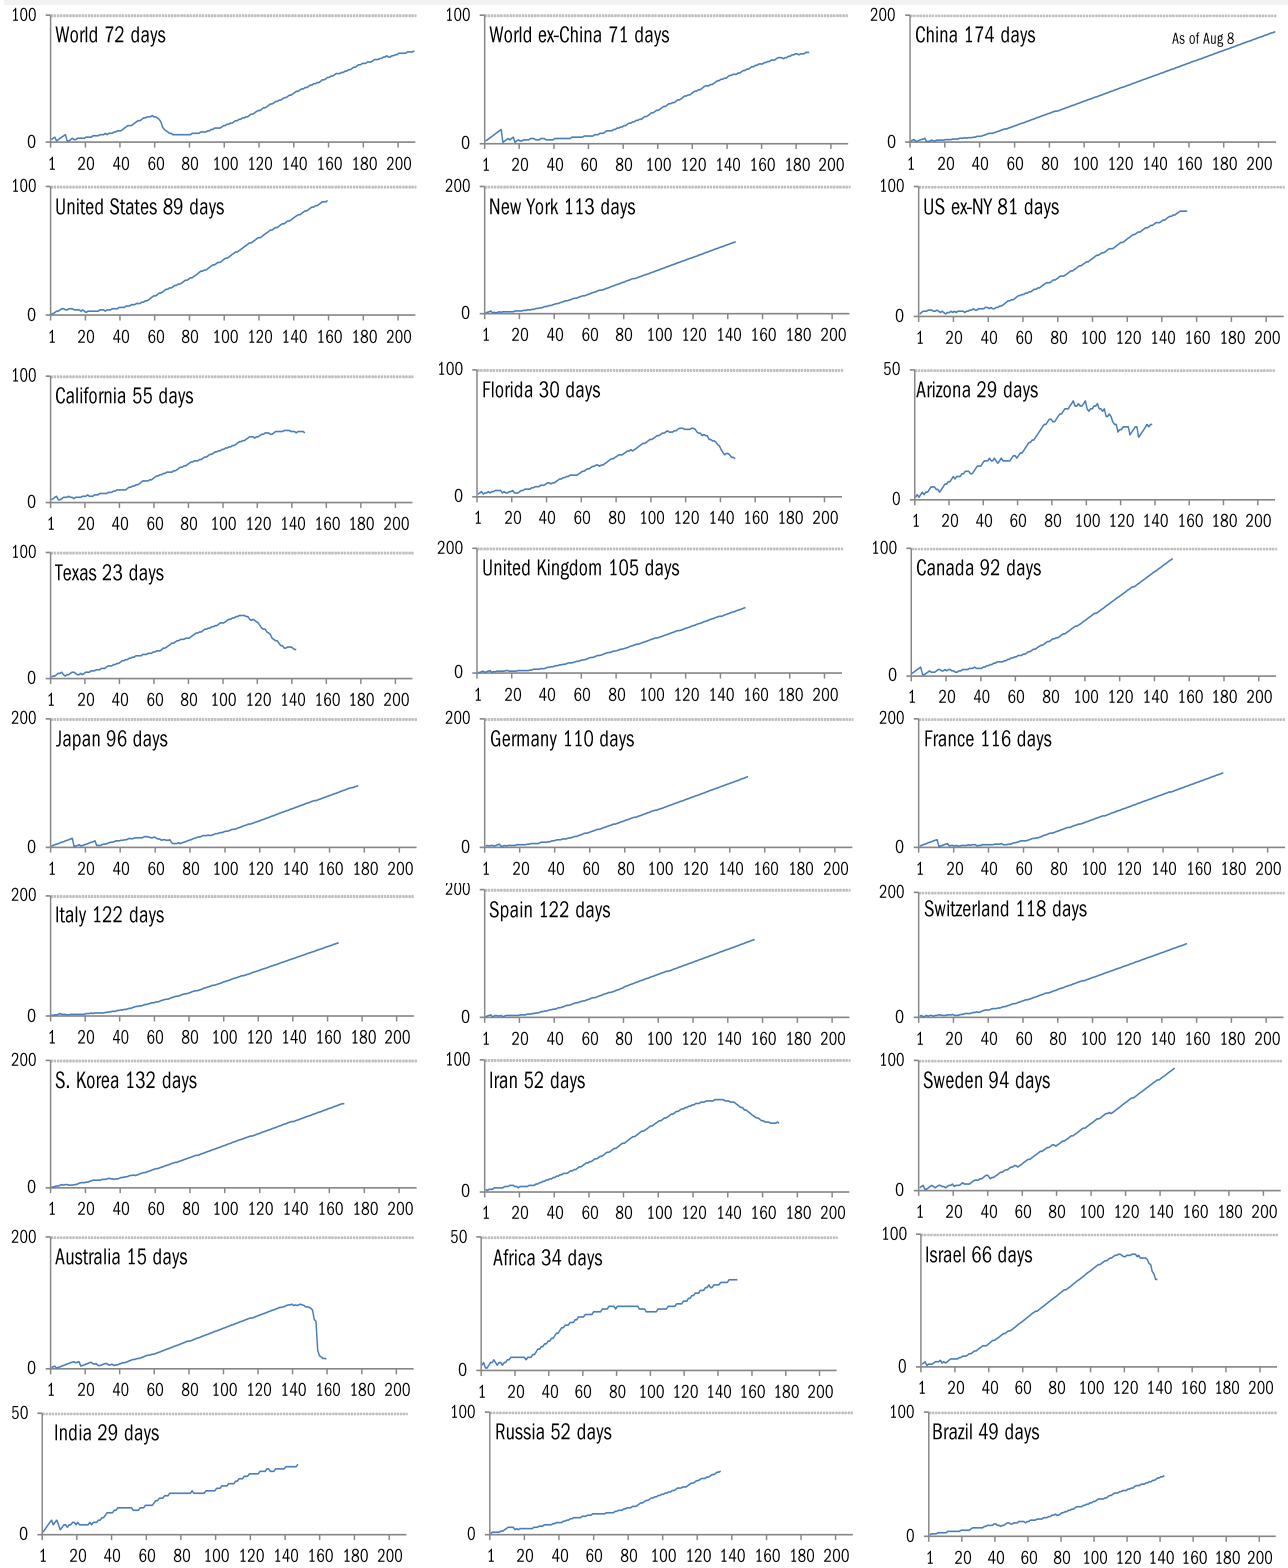 100
World 72 days
0
1 20 40 60 80 100 120 140 160 180 200
100
World ex-China 71 days
0
1 20 40 60 80 100 120 140 160 180 200
200
China 174 days
As of Aug 8
0
1 20 40 60 80 100 120 140 160 180 200
100
United States 89 days
0
1 20 40 60 80 100 120 140 160 180 200
200
New York 113 days
0
1 20 40 60 80 100 120 140 160 180 200
100
US ex-NY 81 days
0
1 20 40 60 80 100 120 140 160 180 200
100
California 55 days
0
1 20 40 60 80 100 120 140 160 180 200
100
Florida 30 days
0
1 20 40 60 80 100 120 140 160 180 200
50
Arizona 29 days
0
1 20 40 60 80 100 120 140 160 180 200
100
Texas 23 days
0
1 20 40 60 80 100 120 140 160 180 200
200
United Kingdom 105 days
0
1 20 40 60 80 100 120 140 160 180 200
100
Canada 92 days
0
1 20 40 60 80 100 120 140 160 180 200
200
Japan 96 days
0
1 20 40 60 80 100 120 140 160 180 200
200
Germany 110 days
0
1 20 40 60 80 100 120 140 160 180 200
200
France 116 days
0
1 20 40 60 80 100 120 140 160 180 200
200
Italy 122 days
0
1 20 40 60 80 100 120 140 160 180 200
200
Spain 122 days
0
1 20 40 60 80 100 120 140 160 180 200
200
Switzerland 118 days
0
1 20 40 60 80 100 120 140 160 180 200
200
S. Korea 132 days
0
1 20 40 60 80 100 120 140 160 180 200
100
Iran 52 days
0
1 20 40 60 80 100 120 140 160 180 200
100
Sweden 94 days
0
1 20 40 60 80 100 120 140 160 180 200
200
Australia 15 days
0
1 20 40 60 80 100 120 140 160 180 200
50
Africa 34 days
0
1 20 40 60 80 100 120 140 160 180 200
100
Israel 66 days
0
1 20 40 60 80 100 120 140 160 180 200
50
India 29 days
0
1 20 40 60 80 100 120 140 160 180 200
100
Russia 52 days
0
1 20 40 60 80 100 120 140 160 180 200
100
Brazil 49 days
0
1 20 40 60 80 100 120 140 160 180 200